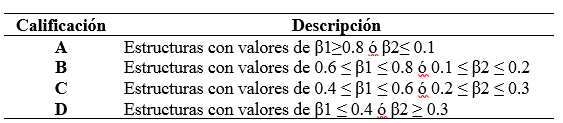 Calificación Descripción
A Estructuras con valores de β1≥0.8 ó β2≤ 0.1
B Estructuras con valores de 0.6 ≤ β1 ≤ 0.8 ó 0.1 ≤ β2 ≤ 0.2
C Estructuras con valores de 0.4 ≤ β1 ≤ 0.6 ó 0.2 ≤ β2 ≤ 0.3
D Estructuras con valores de β1 ≤ 0.4 ó β2 ≥ 0.3